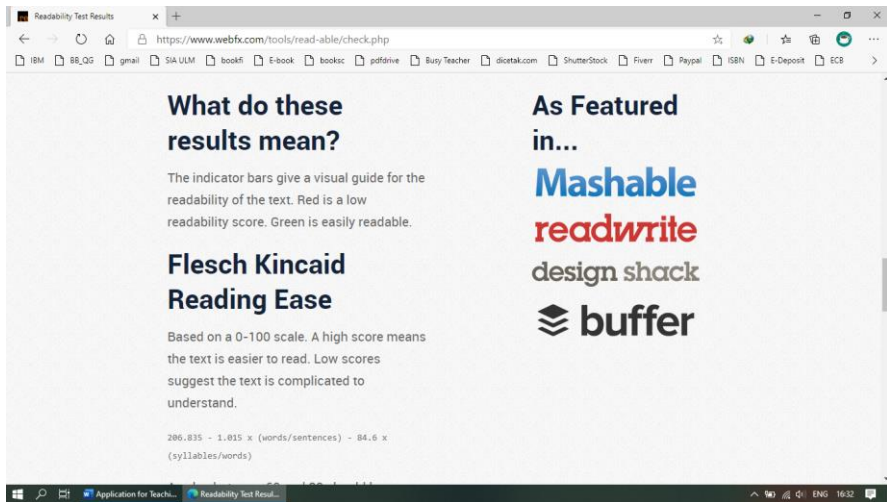 Readability Test Results
https://www.webfx.com/tools/read-able/check.php
IBM BB_QG gmail SIA ULM bookfi E-book booksc pdfdrive Busy Teacher dicetak.com ShutterStock Fiverr Paypal ISBN E-Deposit ECB
What do these
results mean?
The indicator bars give a visual guide for the
readability of the text. Red is a low
readability score. Green is easily readable.
Flesch Kincaid
Reading Ease
Based on a 0-100 scale. A high score means
the text is easier to read. Low scores
suggest the text is complicated to
understand.
206.835 - 1.015 x (words/sentences) - 84.6 x
(syllables/words)
As Featured
in...
Mashable
readwrite
design shack
buffer
Application for Teachi... Readability Test Resul... ENG 16:32